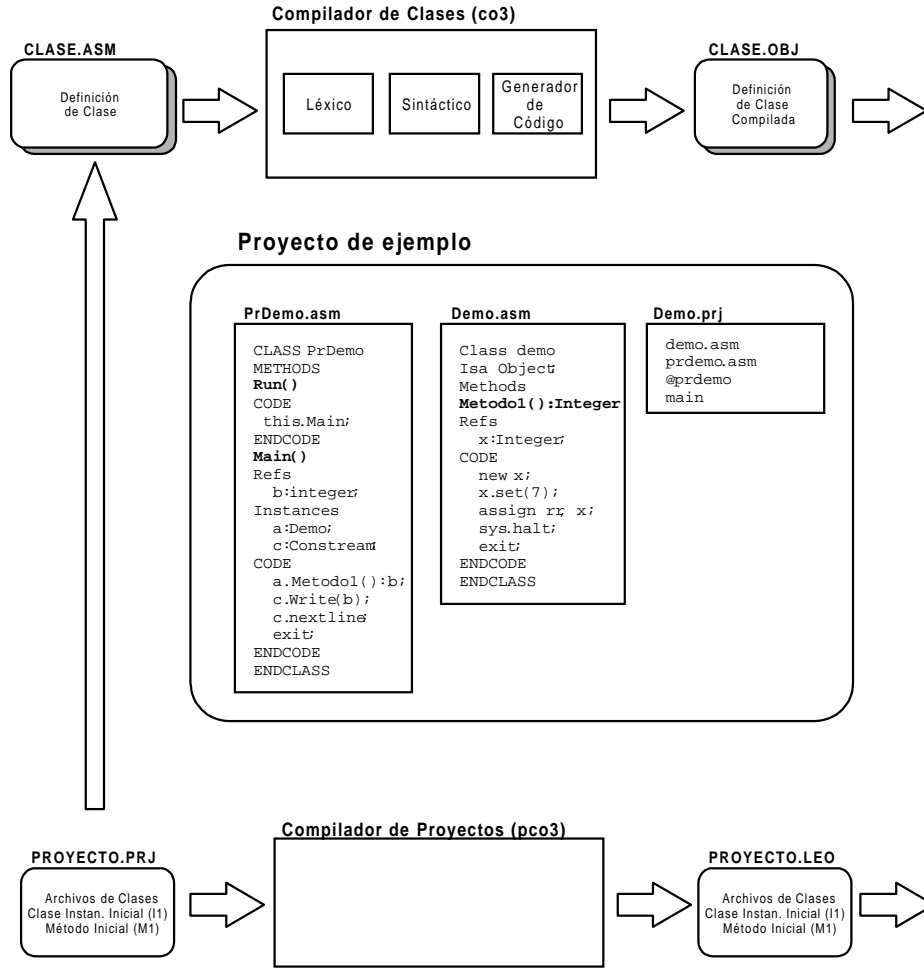 Compilador de Clases (co3)
CLASE.ASM
Definición
de Clase
Léxico
Sintáctico
Generador
de
Código
CLASE.OBJ
Definición
de Clase
Compilada
Proyecto de ejemplo
PrDemo.asm
CLASS PrDemo
METHODS
Run()
CODE
this.Main;
ENDCODE
Main()
Refs
b:integer;
Instances
a:Demo;
c:Constream;
CODE
a.Metodo1():b;
c.Write(b);
c.nextline;
exit;
ENDCODE
ENDCLASS
Demo.asm
Class demo
Isa Object;
Methods
Metodo1():Integer
Refs
x:Integer;
CODE
new x;
x.set(7);
assign rr, x;
sys.halt;
exit;
ENDCODE
ENDCLASS
Demo.prj
demo.asm
prdemo.asm
@prdemo
main
Compilador de Proyectos (pco3)
PROYECTO.PRJ
Archivos de Clases
Clase Instan. Inicial (I1)
Método Inicial (M1)
PROYECTO.LEO
Archivos de Clases
Clase Instan. Inicial (I1)
Método Inicial (M1)